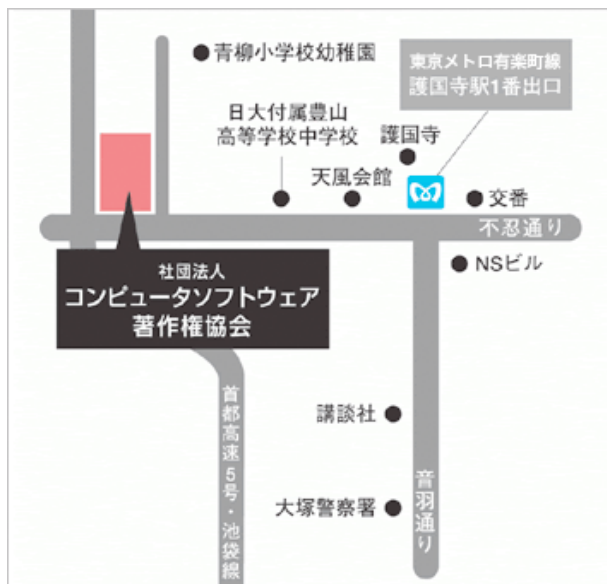 青柳小学校幼稚園
東京メトロ有楽町線
護国寺駅1番出口
日大付属豊山
高等学校中学校
護国寺
天風会館
交番
不忍通り
NSビル
社団法人
コンピュータソフトウェア
著作権協会
首都高速5号・池袋線
講談社
音羽通り
大塚警察署